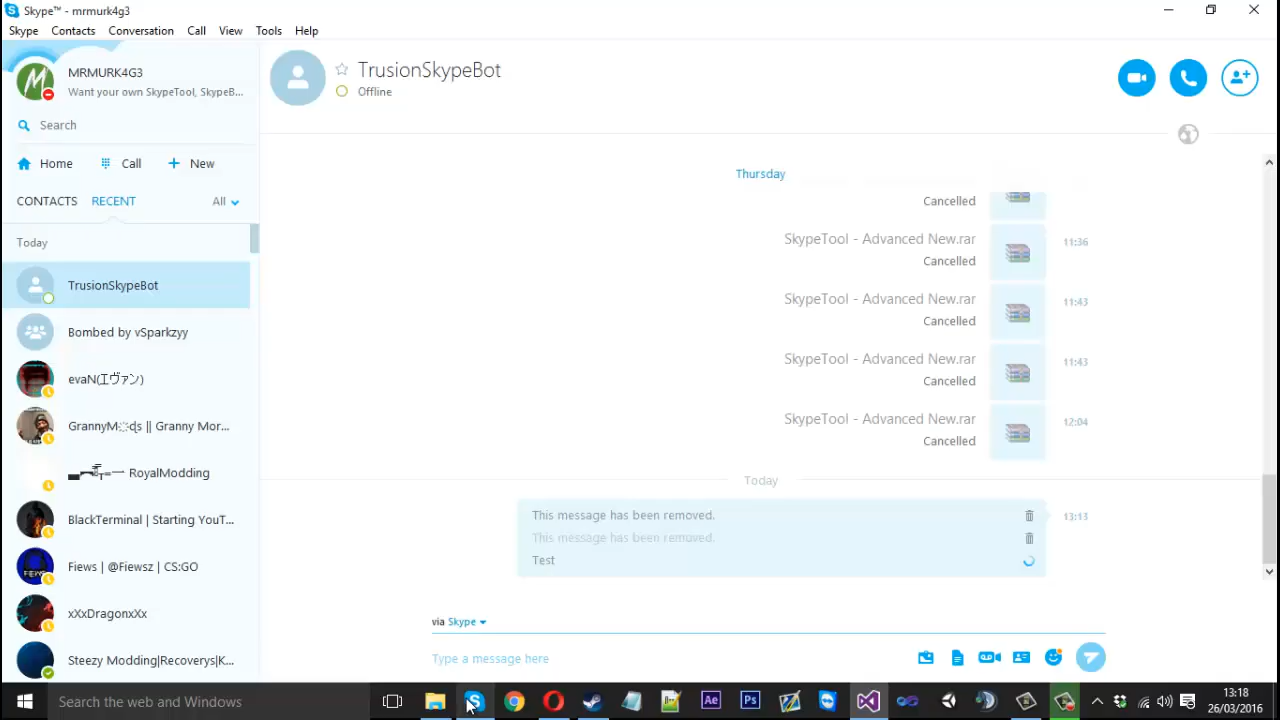 Skype™ - mrmurk4g3
Skype Contacts Conversation Call View Tools Help
MRMURK4G3
Want your own SkypeTool, SkypeB...
Search
Home Call New
CONTACTS RECENT All
Today
TrusionSkypeBot
Bombed by vSparkzyy
evaN(エヴァン)
|| Granny Mor...
RoyalModding
BlackTerminal | Starting YouT...
Fiews | @Fiewsz | CS:GO
xXxDragonxXx
Steezy Modding|Recoverys|K...
TrusionSkypeBot
Offline
Thursday
Cancelled
SkypeTool - Advanced New.rar
Cancelled
11:36
SkypeTool - Advanced New.rar
Cancelled
11:43
SkypeTool - Advanced New.rar
Cancelled
11:43
SkypeTool - Advanced New.rar
Cancelled
12:04
Today
This message has been removed.
13:13
This message has been removed.
Test
via Skype
Type a message here
Search the web and Windows
Ae
Ps
13:18
26/03/2016